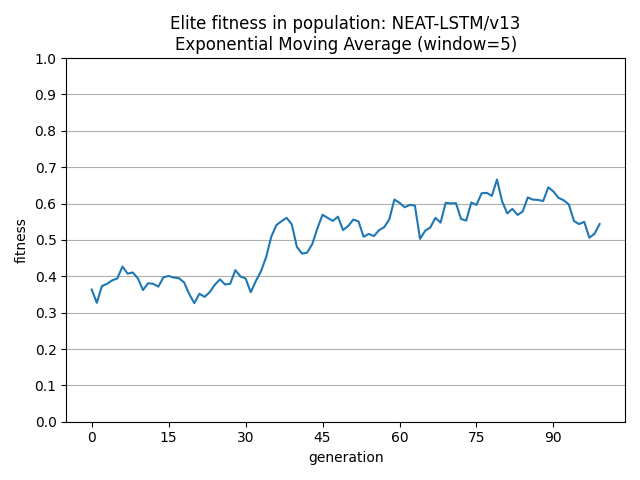 Elite fitness in population: NEAT-LSTM/v13
Exponential Moving Average (window=5)
1.0
0.9
0.8
0.7
0.6
0.5
0.4
0.3
0.2
0.1
0.0
fitness
0 15 30 45 60 75 90
generation